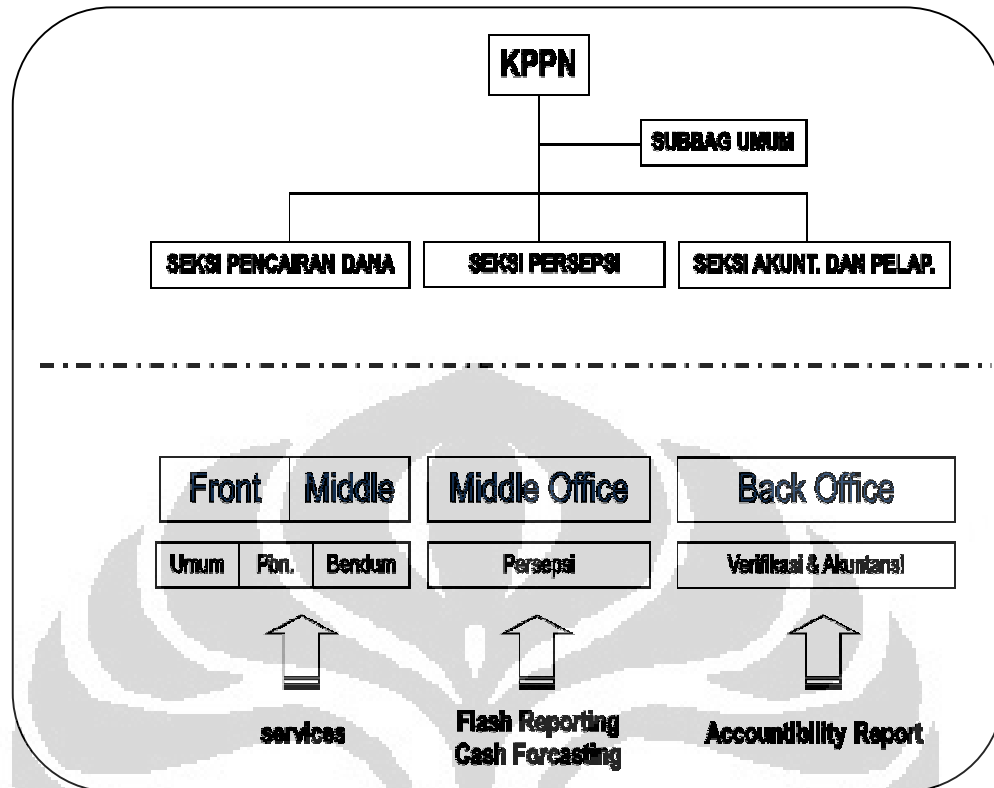 KPPN
SUBBAG UMUM
SEKSI PENCAIRAN DANA
SEKSI PERSEPSI
SEKSI AKUNT. DAN PELAP.
Front
Middle
Middle Office
Back Office
Umum
Pbn.
Bendum
Persepsi
Verifikasi & Akuntansi
services
Flash Reporting
Cash Forcasting
Accountibility Report